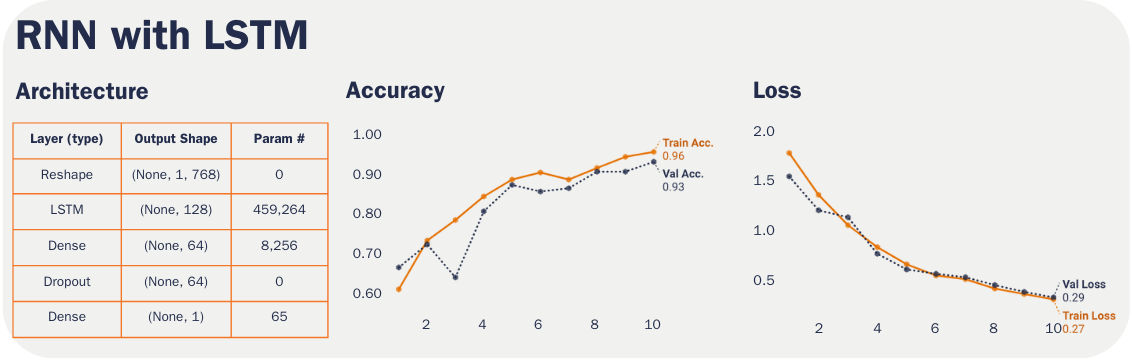 RNN with LSTM
Architecture
Layer (type) Output Shape Param #
Reshape (None, 1, 768) 0
LSTM (None, 128) 459,264
Dense (None, 64) 8,256
Dropout (None, 64) 0
Dense (None, 1) 65
Accuracy
1.00
0.90
0.80
0.70
0.60
2 4 6 8 10
Train Acc.
0.96
Val Acc.
0.93
Loss
2.0
1.5
1.0
0.5
2 4 6 8 10
Val Loss
0.29
Train Loss
0.27